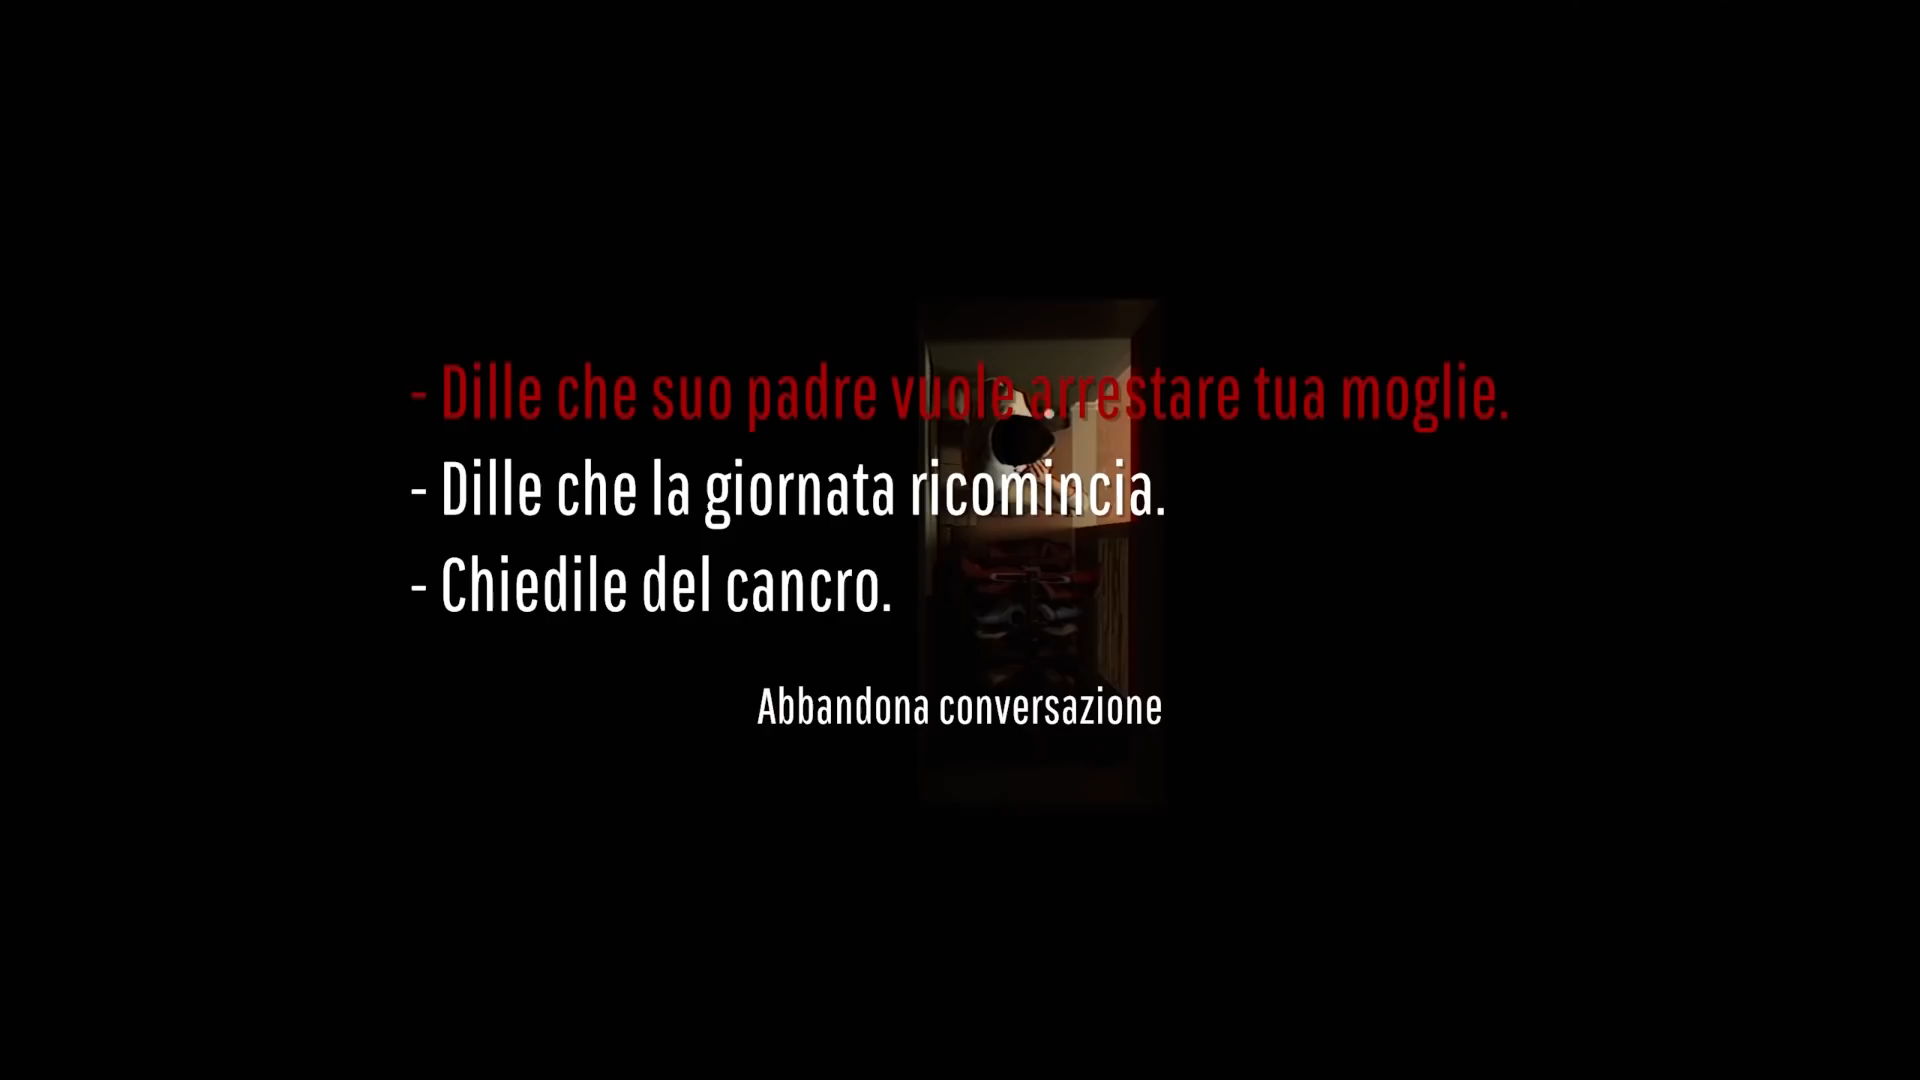 - Dille che suo padre vuole arrestare tua moglie.
- Dille che la giornata ricomincia.
- Chiedile del cancro.
Abbandona conversazione